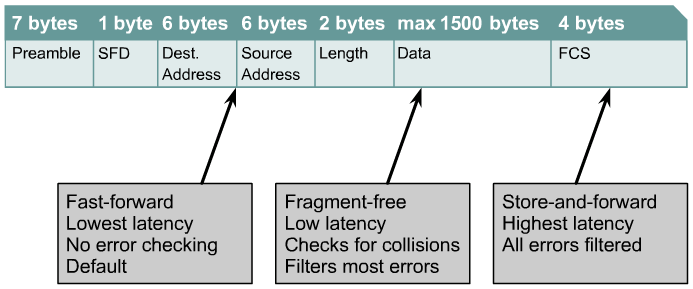 7 bytes 1 byte 6 bytes 6 bytes 2 bytes max 1500 bytes 4 bytes
Preamble SFD Dest. Source Length Data FCS
Address Address
Fast-forward
Lowest latency
No error checking
Default
Fragment-free
Low latency
Checks for collisions
Filters most errors
Store-and-forward
Highest latency
All errors filtered